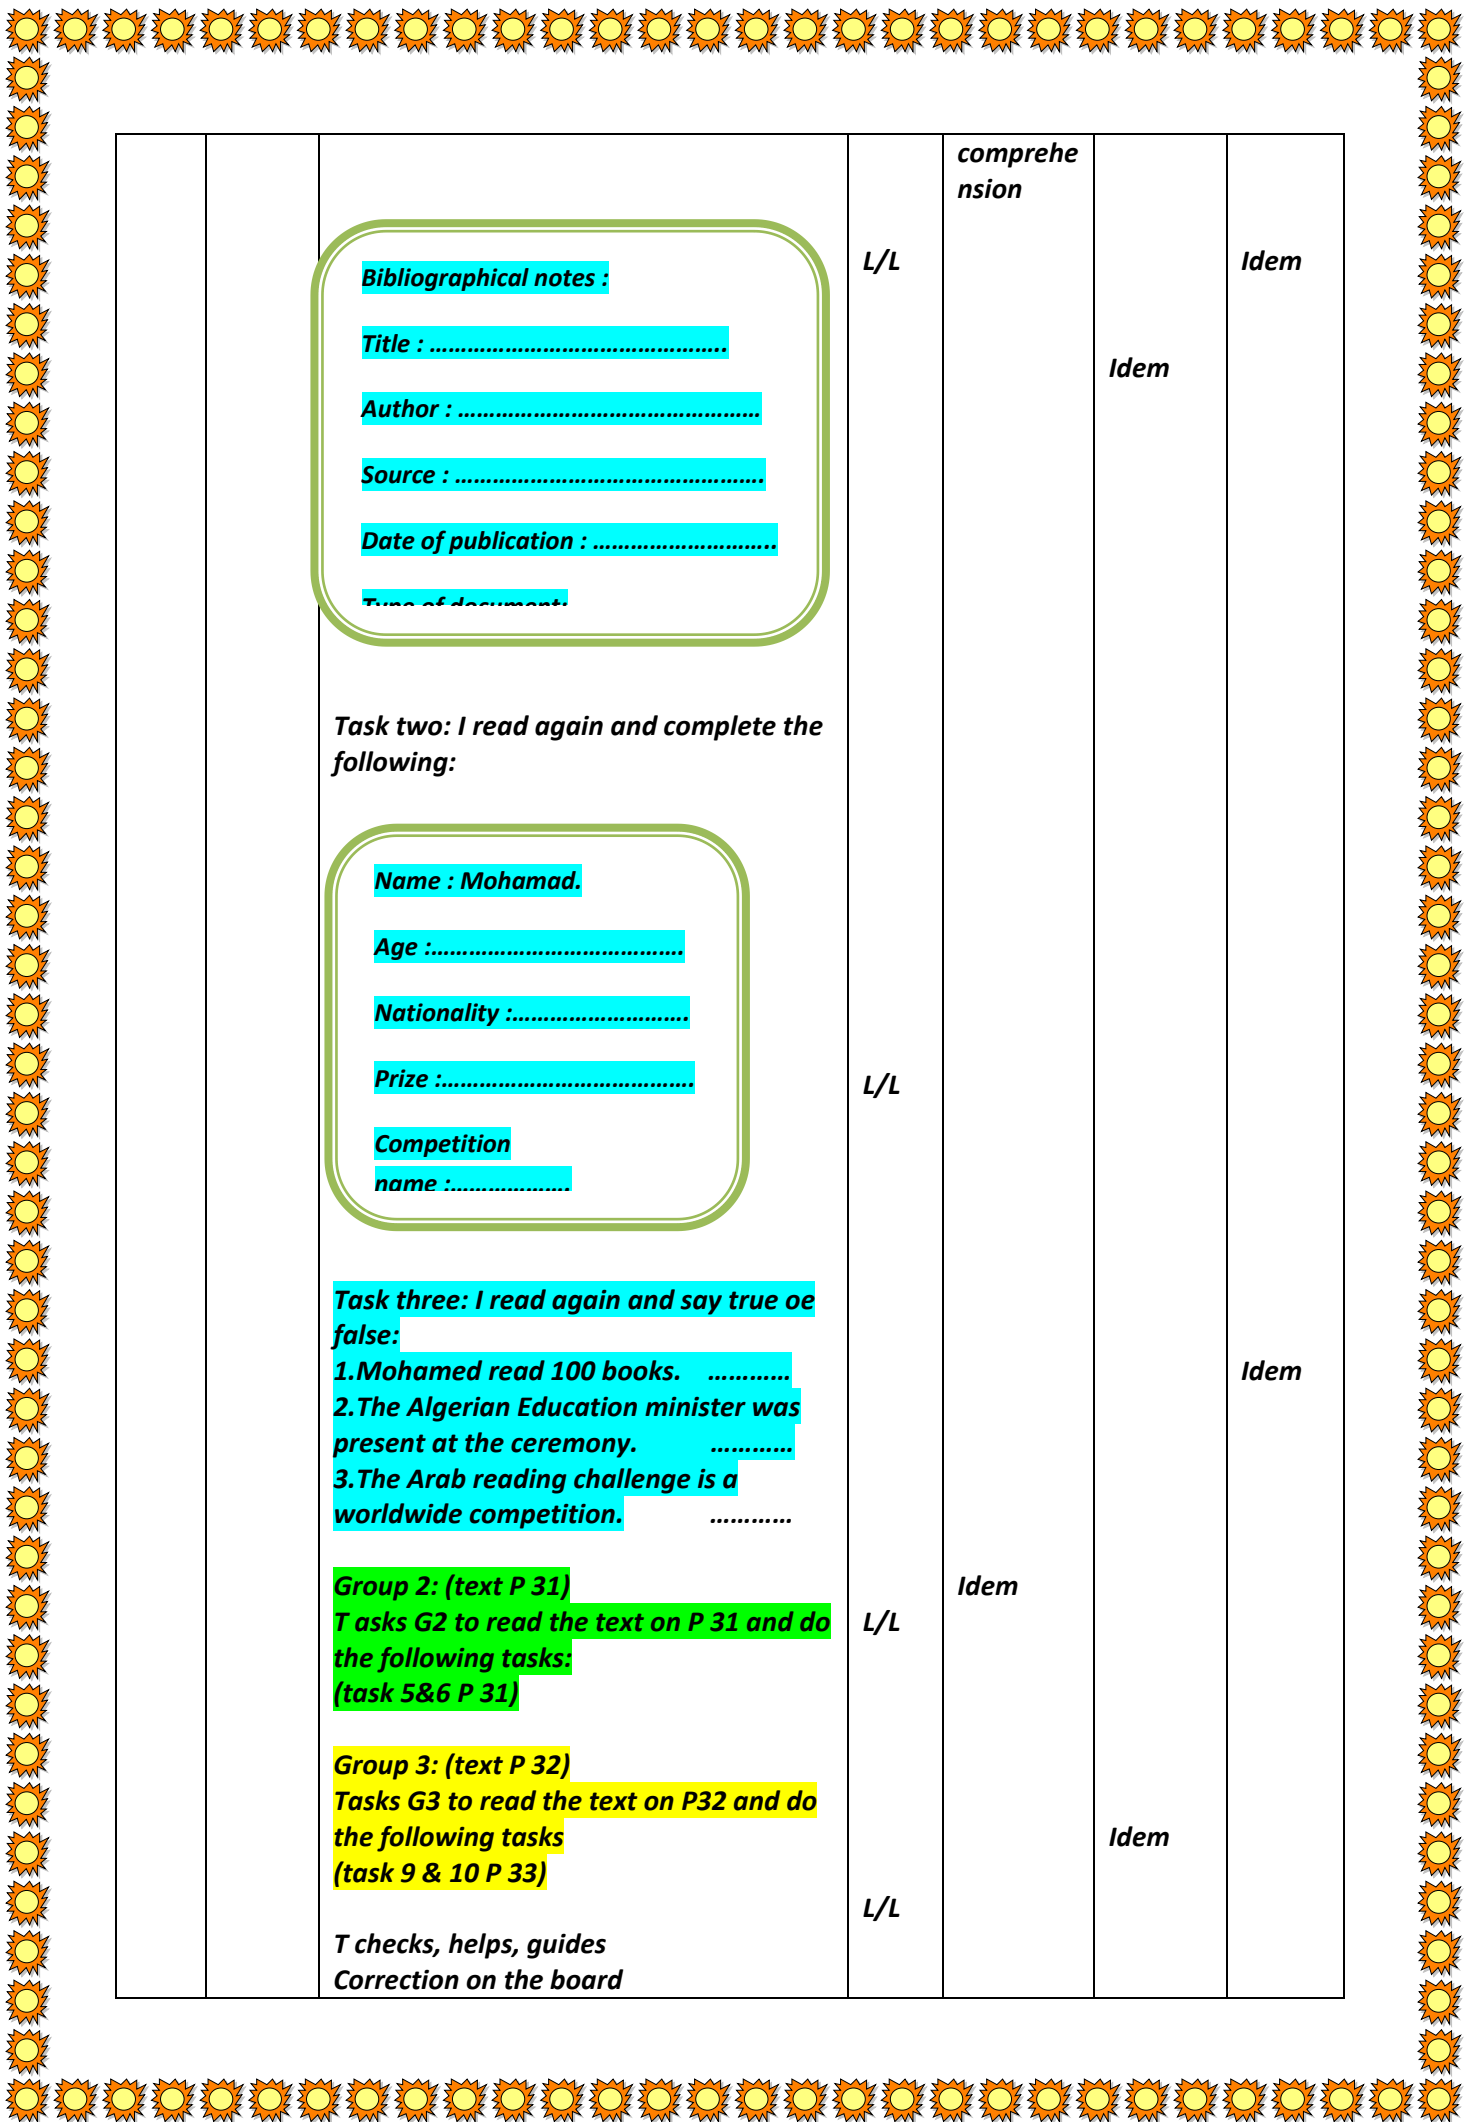 comprehe
nsion
L/L
Idem
Bibliographical notes :
Title : ………………………………………..
Idem
Author : …………………………………………
Source : ………………………………………….
Date of publication : ………………………..
Type of document:
Task two: I read again and complete the
following:
Name : Mohamad.
Age :………………………………….
Nationality :……………………….
Prize :………………………………….
L/L
Competition
name :……………….
Task three: I read again and say true oe
false:
1.Mohamed read 100 books. …………
Idem
2.The Algerian Education minister was
present at the ceremony. …………
3.The Arab reading challenge is a
worldwide competition. …………
Group 2: (text P 31)
Idem
T asks G2 to read the text on P 31 and do
L/L
the following tasks:
(task 5&6 P 31)
Group 3: (text P 32)
Tasks G3 to read the text on P32 and do
the following tasks
Idem
(task 9 & 10 P 33)
L/L
T checks, helps, guides
Correction on the board